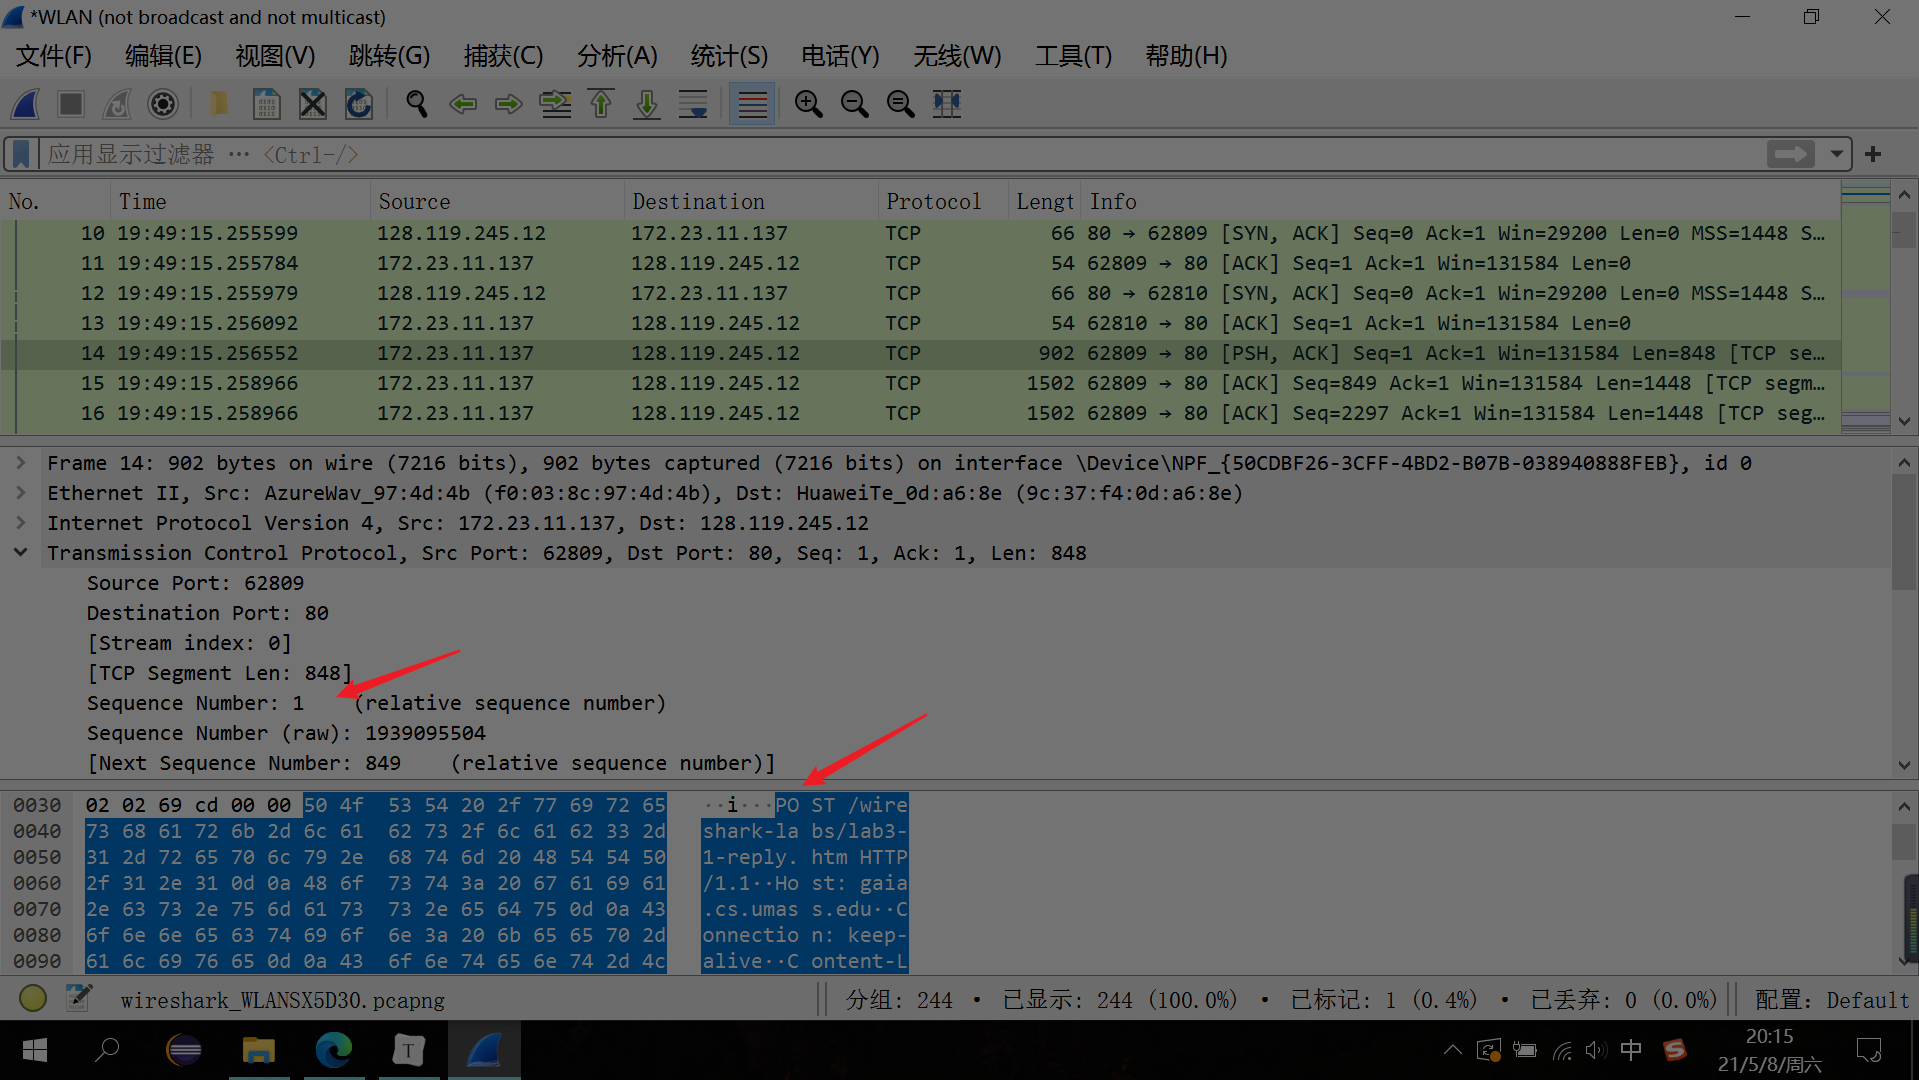 *WLAN (not broadcast and not multicast)
文件(F) 编辑(E) 视图(V) 跳转(G) 捕获(C) 分析(A) 统计(S) 电话(Y) 无线(W) 工具(T) 帮助(H)
应用显示过滤器 … <Ctrl-/>
No. Time Source Destination Protocol Lengt Info
10 19:49:15.255599 128.119.245.12 172.23.11.137 TCP 66 80 → 62809 [SYN, ACK] Seq=0 Ack=1 Win=29200 Len=0 MSS=1448 S…
11 19:49:15.255784 172.23.11.137 128.119.245.12 TCP 54 62809 → 80 [ACK] Seq=1 Ack=1 Win=131584 Len=0
12 19:49:15.255979 128.119.245.12 172.23.11.137 TCP 66 80 → 62810 [SYN, ACK] Seq=0 Ack=1 Win=29200 Len=0 MSS=1448 S…
13 19:49:15.256092 172.23.11.137 128.119.245.12 TCP 54 62810 → 80 [ACK] Seq=1 Ack=1 Win=131584 Len=0
14 19:49:15.256552 172.23.11.137 128.119.245.12 TCP 902 62809 → 80 [PSH, ACK] Seq=1 Ack=1 Win=131584 Len=848 [TCP se…
15 19:49:15.258966 172.23.11.137 128.119.245.12 TCP 1502 62809 → 80 [ACK] Seq=849 Ack=1 Win=131584 Len=1448 [TCP segm…
16 19:49:15.258966 172.23.11.137 128.119.245.12 TCP 1502 62809 → 80 [ACK] Seq=2297 Ack=1 Win=131584 Len=1448 [TCP seg…
Frame 14: 902 bytes on wire (7216 bits), 902 bytes captured (7216 bits) on interface \Device\NPF_{50CDBF26-3CFF-4BD2-B07B-038940888FEB}, id 0
Ethernet II, Src: AzureWav_97:4d:4b (f0:03:8c:97:4d:4b), Dst: HuaweiTe_0d:a6:8e (9c:37:f4:0d:a6:8e)
Internet Protocol Version 4, Src: 172.23.11.137, Dst: 128.119.245.12
Transmission Control Protocol, Src Port: 62809, Dst Port: 80, Seq: 1, Ack: 1, Len: 848
Source Port: 62809
Destination Port: 80
[Stream index: 0]
[TCP Segment Len: 848]
Sequence Number: 1 (relative sequence number)
Sequence Number (raw): 1939095504
[Next Sequence Number: 849 (relative sequence number)]
0030 02 02 69 cd 00 00 50 4f 53 54 20 2f 77 69 72 65 ··i···PO ST /wire
0040 73 68 61 72 6b 2d 6c 61 62 73 2f 6c 61 62 33 2d shark-la bs/lab3-
0050 31 2d 72 65 70 6c 79 2e 68 74 6d 20 48 54 54 50 1-reply. htm HTTP
0060 2f 31 2e 31 0d 0a 48 6f 73 74 3a 20 67 61 69 61 /1.1··Ho st: gaia
0070 2e 63 73 2e 75 6d 61 73 73 2e 65 64 75 0d 0a 43 .cs.umas s.edu··C
0080 6f 6e 6e 65 63 74 69 6f 6e 3a 20 6b 65 65 70 2d onnectio n: keep-
0090 61 6c 69 76 65 0d 0a 43 6f 6e 74 65 6e 74 2d 4c alive··C ontent-L
wireshark_WLANSX5D30.pcapng 分组: 244 · 已显示: 244 (100.0%) · 已标记: 1 (0.4%) · 已丢弃: 0 (0.0%) 配置: Default
T 中 S 20:15
21/5/8/周六